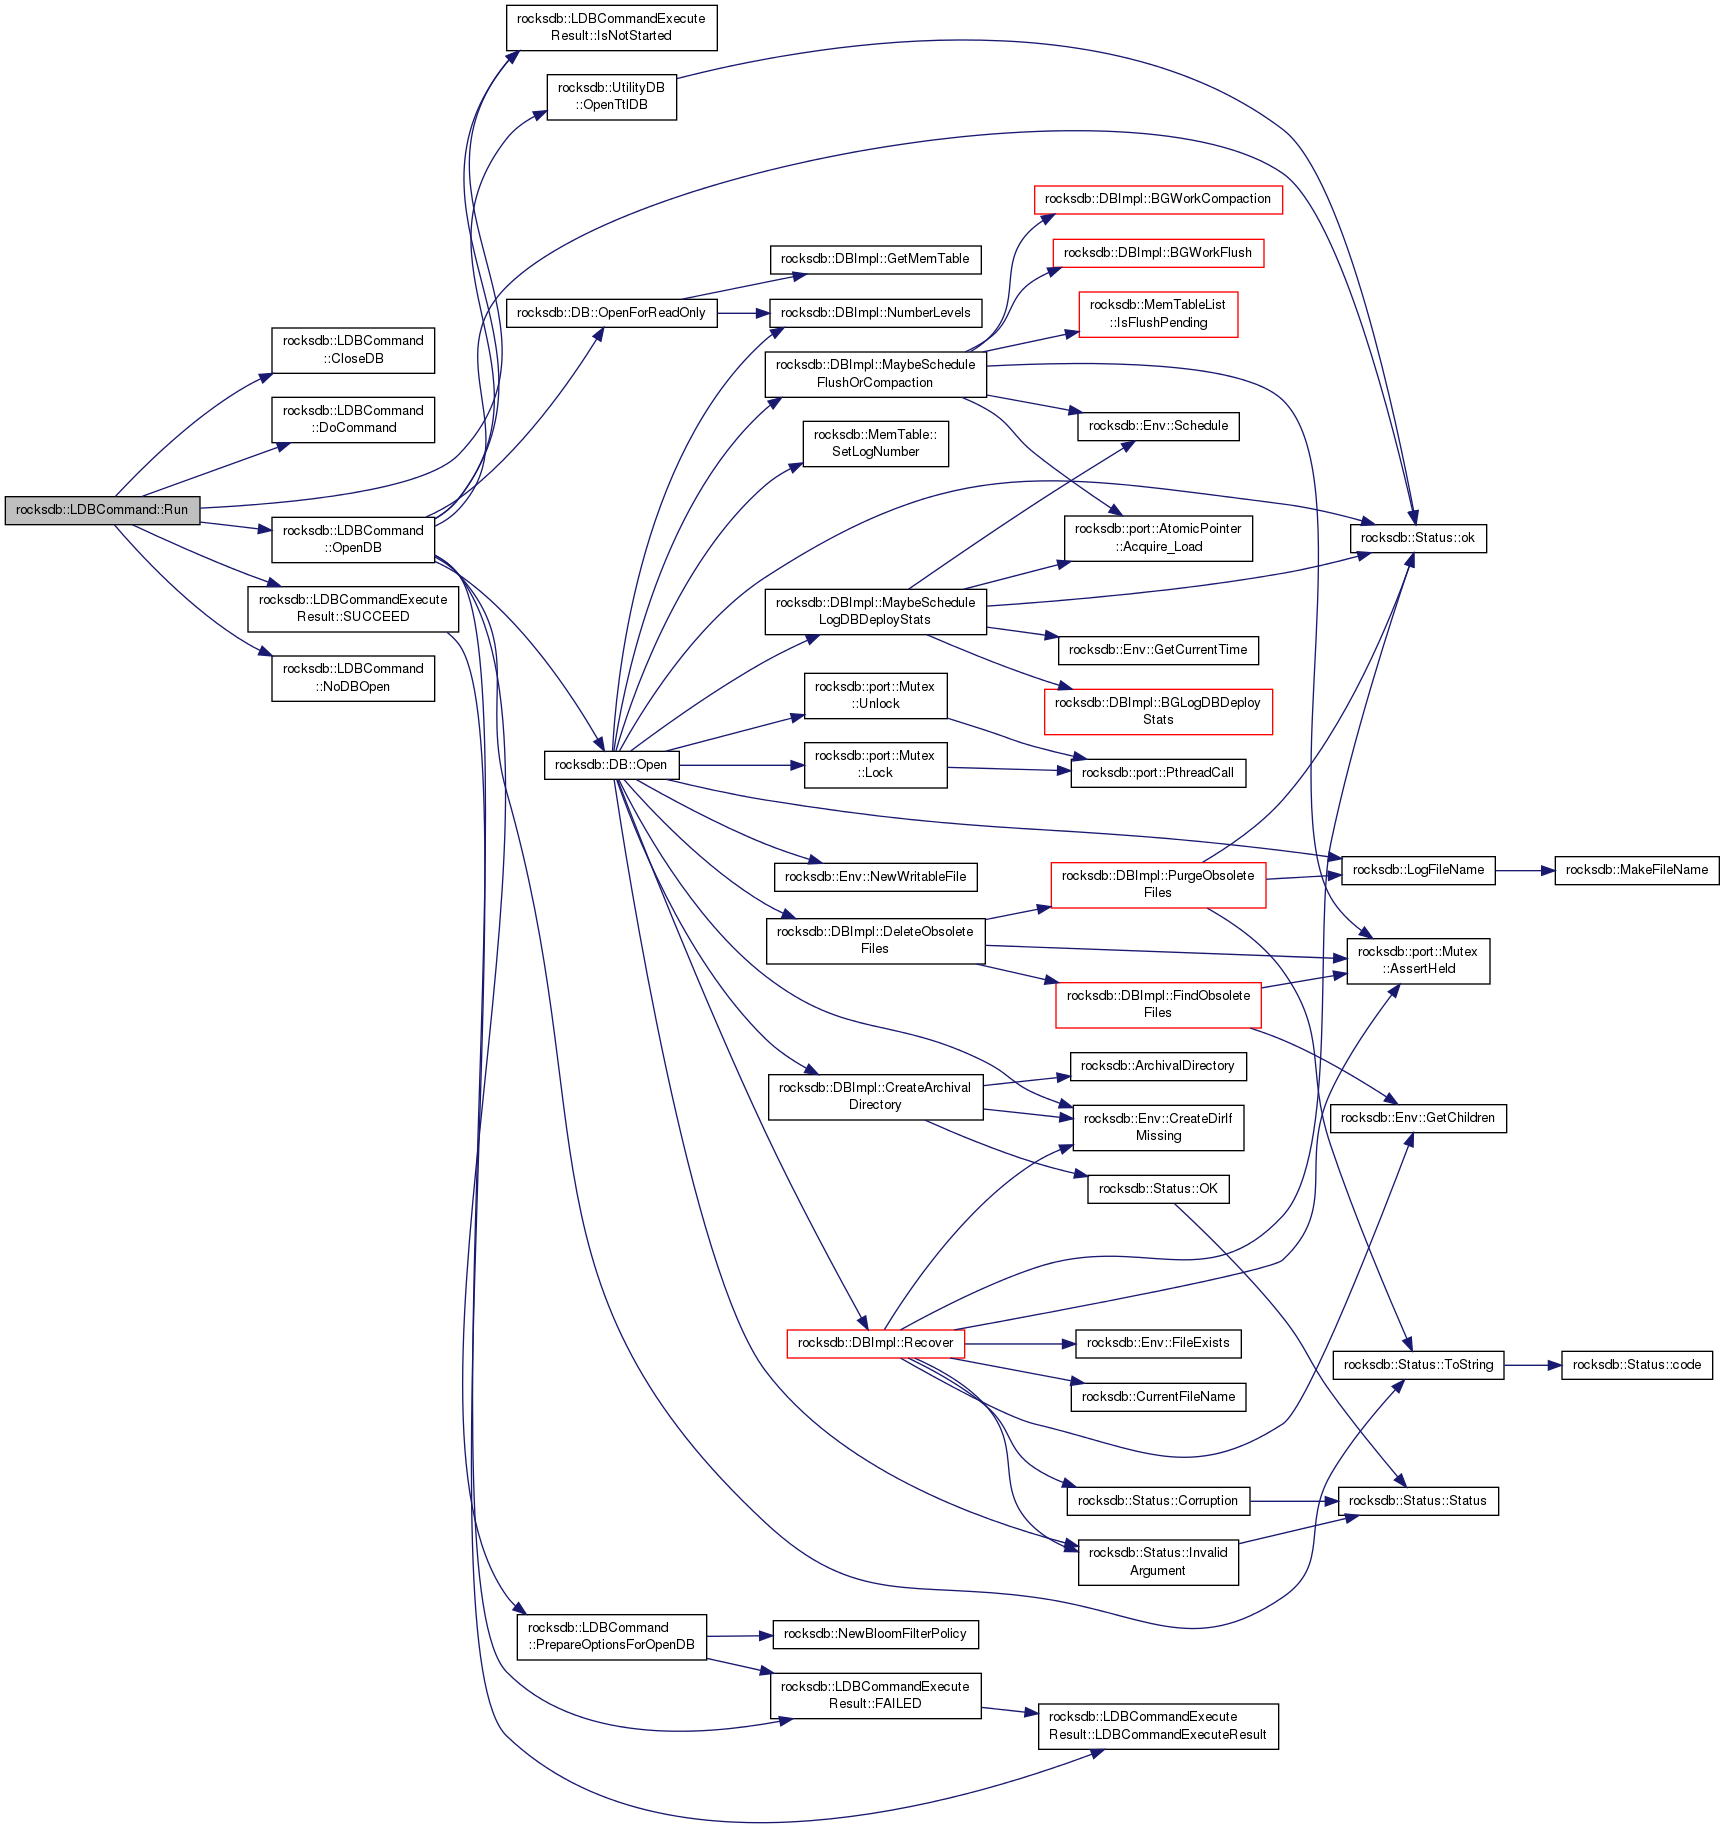 rocksdb::LDBCommand::Run
rocksdb::LDBCommand
::CloseDB
rocksdb::LDBCommand
::DoCommand
rocksdb::LDBCommand
::OpenDB
rocksdb::LDBCommandExecute
Result::SUCCEED
rocksdb::LDBCommand
::NoDBOpen
rocksdb::LDBCommandExecute
Result::IsNotStarted
rocksdb::UtilityDB
::OpenTtlDB
rocksdb::DB::OpenForReadOnly
rocksdb::DB::Open
rocksdb::LDBCommand
::PrepareOptionsForOpenDB
rocksdb::DBImpl::GetMemTable
rocksdb::DBImpl::NumberLevels
rocksdb::DBImpl::MaybeSchedule
FlushOrCompaction
rocksdb::MemTable::
SetLogNumber
rocksdb::DBImpl::MaybeSchedule
LogDBDeployStats
rocksdb::port::Mutex
::Unlock
rocksdb::port::Mutex
::Lock
rocksdb::Env::NewWritableFile
rocksdb::DBImpl::DeleteObsolete
Files
rocksdb::DBImpl::CreateArchival
Directory
rocksdb::DBImpl::Recover
rocksdb::NewBloomFilterPolicy
rocksdb::LDBCommandExecute
Result::FAILED
rocksdb::DBImpl::BGWorkCompaction
rocksdb::DBImpl::BGWorkFlush
rocksdb::MemTableList
::IsFlushPending
rocksdb::Env::Schedule
rocksdb::port::AtomicPointer
::Acquire_Load
rocksdb::Env::GetCurrentTime
rocksdb::DBImpl::BGLogDBDeploy
Stats
rocksdb::port::PthreadCall
rocksdb::DBImpl::PurgeObsolete
Files
rocksdb::DBImpl::FindObsolete
Files
rocksdb::ArchivalDirectory
rocksdb::Env::CreateDirIf
Missing
rocksdb::Status::OK
rocksdb::Env::FileExists
rocksdb::CurrentFileName
rocksdb::Status::Corruption
rocksdb::Status::Invalid
Argument
rocksdb::LDBCommandExecute
Result::LDBCommandExecuteResult
rocksdb::Status::ok
rocksdb::LogFileName
rocksdb::port::Mutex
::AssertHeld
rocksdb::Env::GetChildren
rocksdb::Status::ToString
rocksdb::Status::Status
rocksdb::MakeFileName
rocksdb::Status::code